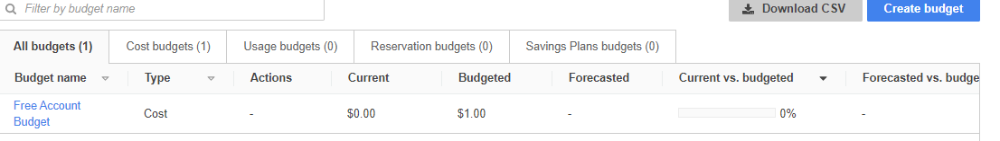 Filter by budget name
Download CSV
Create budget
All budgets (1)
Cost budgets (1)
Usage budgets (0)
Reservation budgets (0)
Savings Plans budgets (0)
Budget name
Type
Actions
Current
Budgeted
Forecasted
Current vs. budgeted
Forecasted vs. budge
Free Account
Budget
Cost
-
$0.00
$1.00
-
0%
-